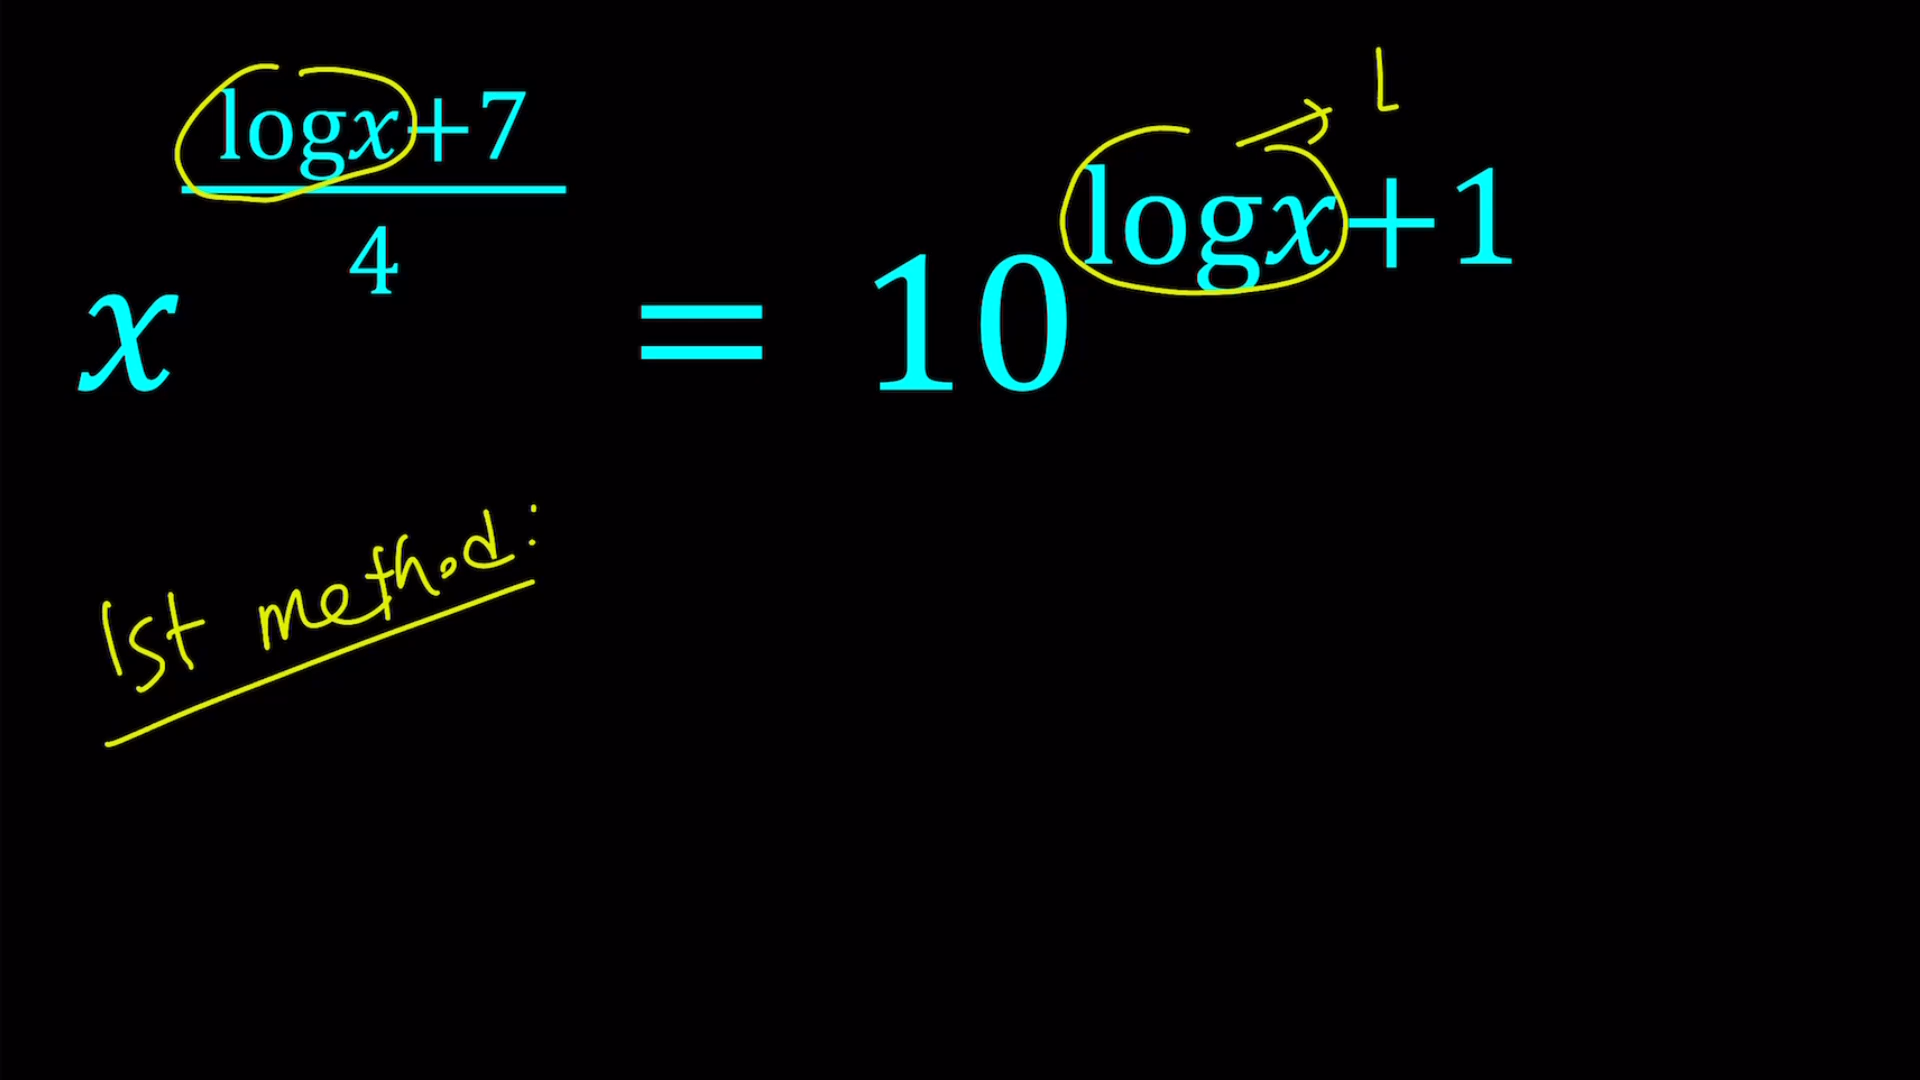 L
x^((logx+7)/4) = 10^(logx+1)
1st method: